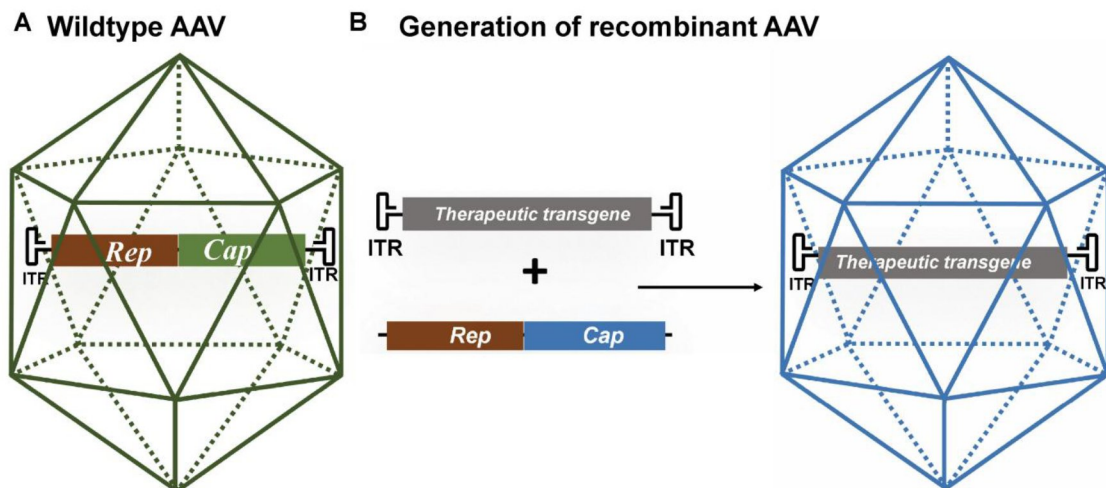 A Wildtype AAV
B Generation of recombinant AAV
Rep Cap
ITR ITR
Therapeutic transgene
ITR ITR
+
Rep Cap
Therapeutic transgene
ITR ITR